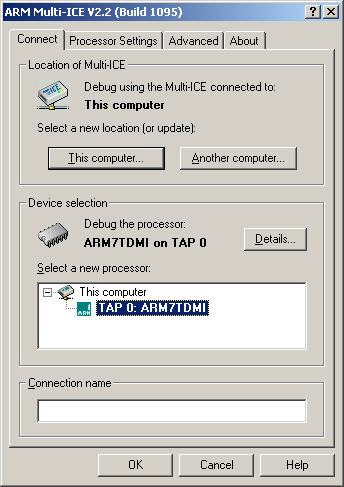 ARM Multi-ICE V2.2 (Build 1095)
Connect Processor Settings Advanced About
Location of Multi-ICE
Debug using the Multi-ICE connected to:
This computer
Select a new location (or update):
This computer... Another computer...
Device selection
Debug the processor:
ARM7TDMI on TAP 0
Details...
Select a new processor:
This computer
ARM TAP 0: ARM7TDMI
Connection name
OK Cancel Help